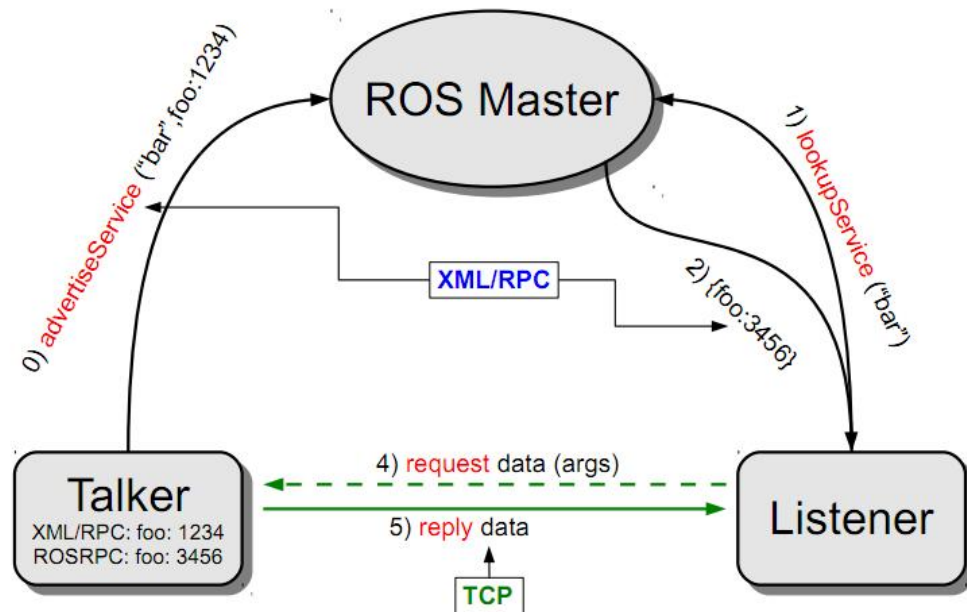 ROS Master
0) advertiseService ("bar",foo:1234)
1) lookupService ("bar")
2) {foo:3456}
XML/RPC
4) request data (args)
5) reply data
TCP
Talker
XML/RPC: foo: 1234
ROSRPC: foo: 3456
Listener